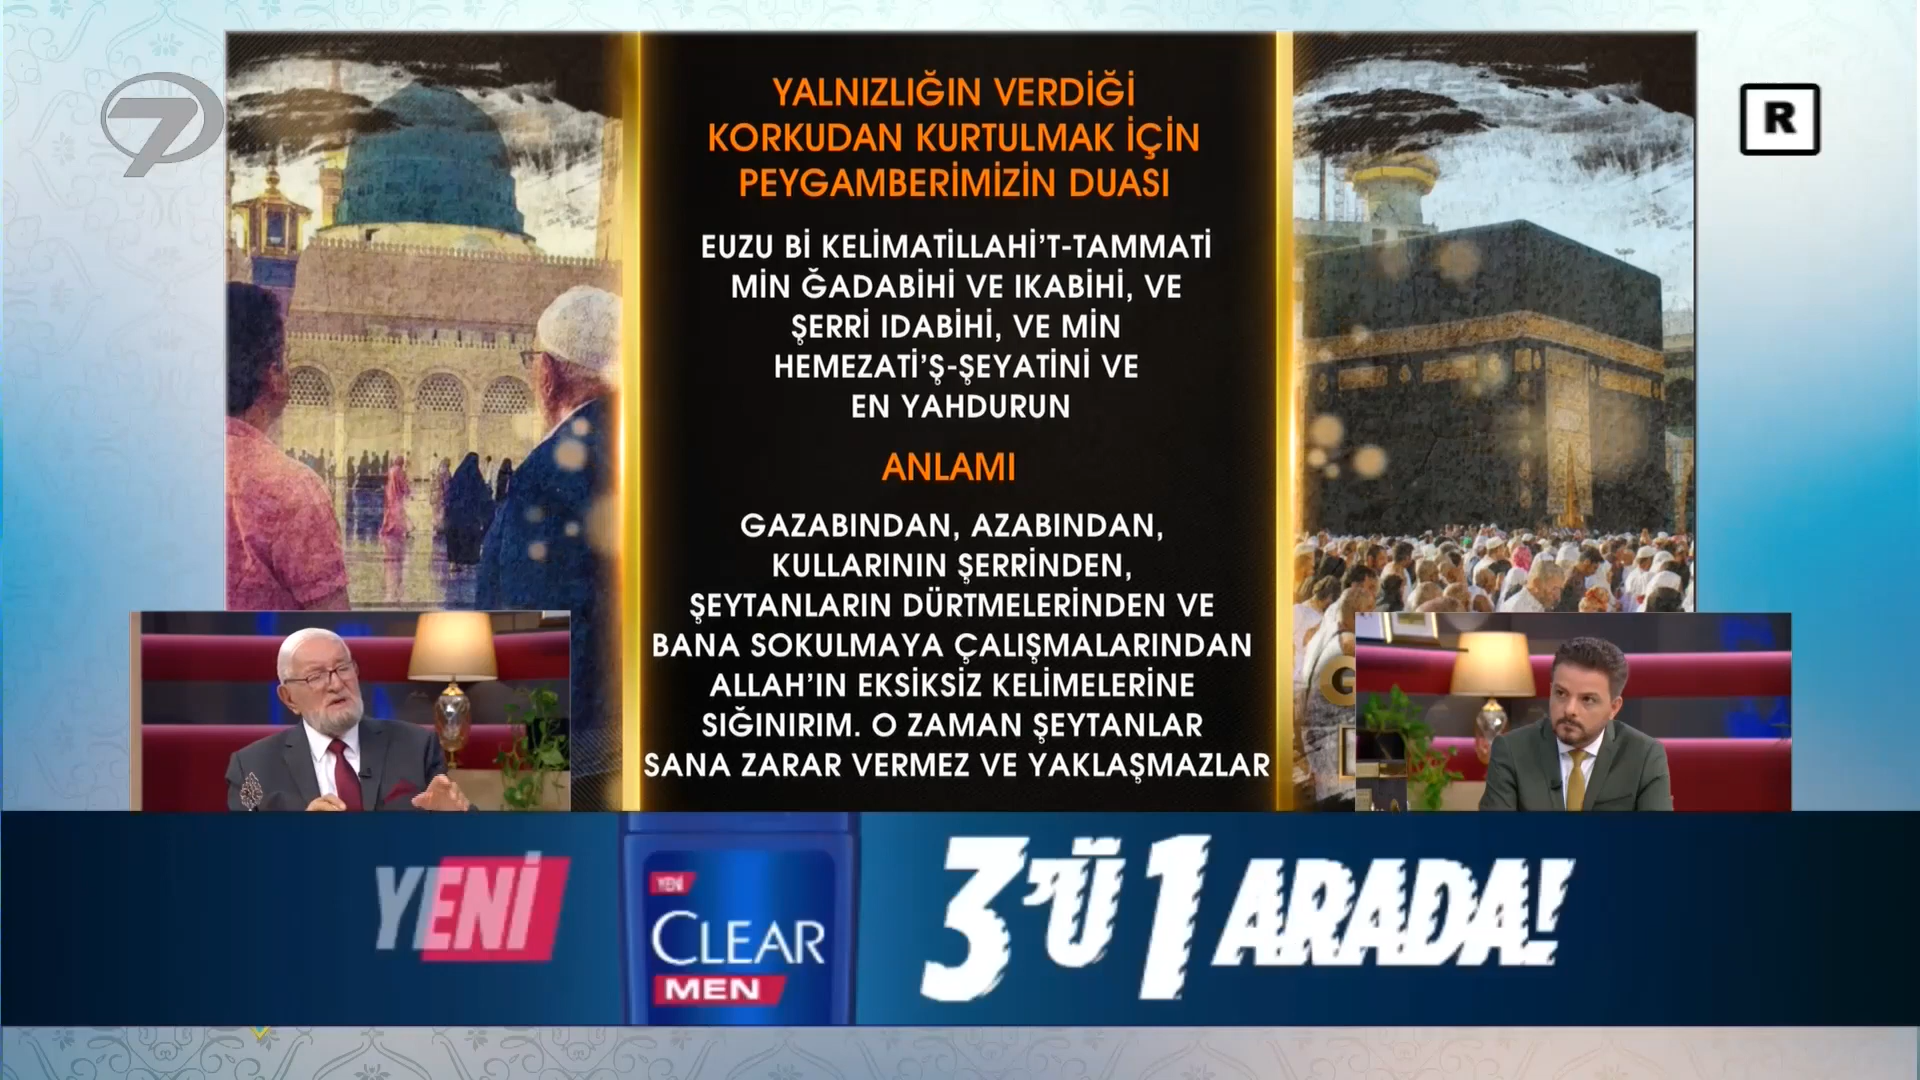 7
R
YALNIZLIĞIN VERDİĞİ
KORKUDAN KURTULMAK İÇİN
PEYGAMBERİMİZİN DUASI
EUZU Bİ KELİMATİLLAHİ'T-TAMMATİ
MİN ĞADABİHİ VE IKABİHİ, VE
ŞERRİ IDABİHİ, VE MİN
HEMEZATİ'Ş-ŞEYATİNİ VE
EN YAHDURUN
ANLAMI
GAZABINDAN, AZABINDAN,
KULLARININ ŞERRİNDEN,
ŞEYTANLARIN DÜRTMELERİNDEN VE
BANA SOKULMAYA ÇALIŞMALARINDAN
ALLAH'IN EKSİKSİZ KELİMELERİNE
SIĞINIRIM. O ZAMAN ŞEYTANLAR
SANA ZARAR VERMEZ VE YAKLAŞMAZLAR
YENİ
YENİ
CLEAR
MEN
3'Ü 1 ARADA!